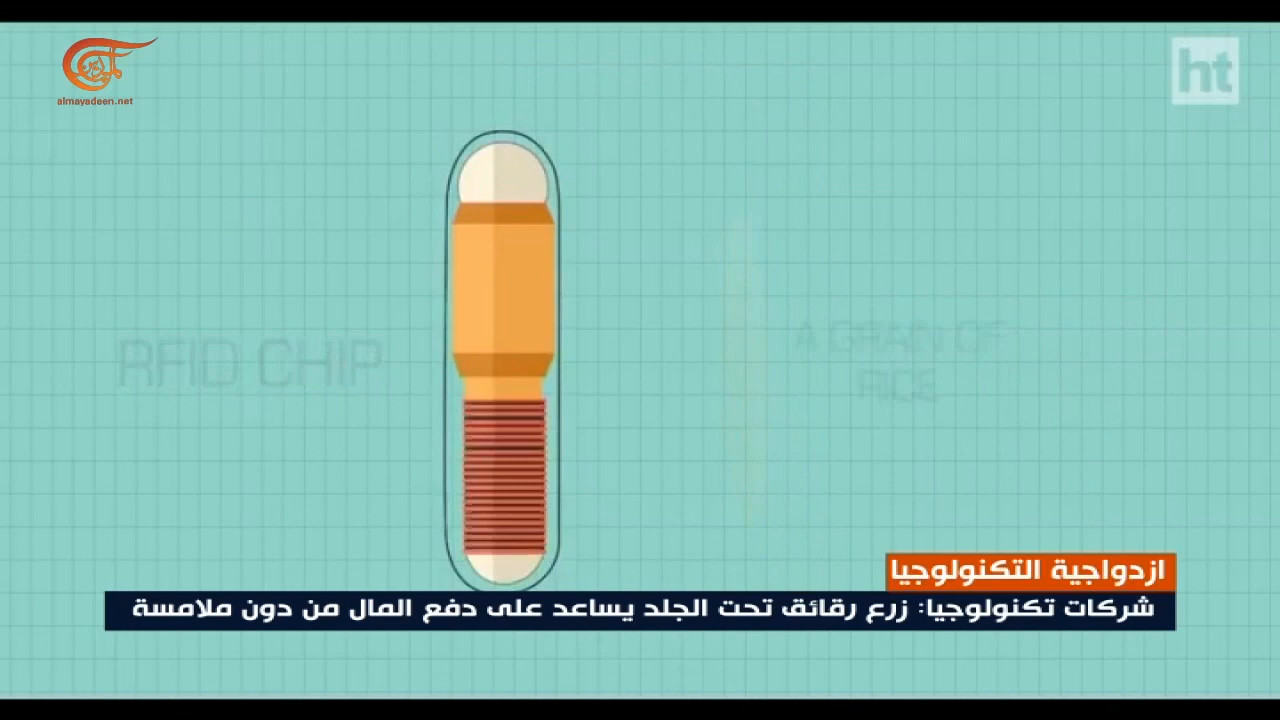 almayadeen.net
ht
RFID CHIP
A GRAIN OF
RICE
ازدواجية التكنولوجيا
شركات تكنولوجيا: زرع رقائق تحت الجلد يساعد على دفع المال من دون ملامسة